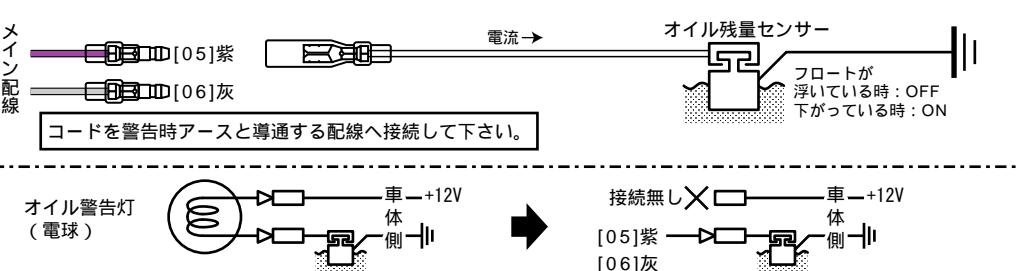 メイン配線
[05]紫
[06]灰
電流→
オイル残量センサー
フロートが
浮いている時：OFF
下がっている時：ON
コードを警告時アースと導通する配線へ接続して下さい。
オイル警告灯
（電球）
車体側
+12V
接続無し
車体側
+12V
[05]紫
[06]灰